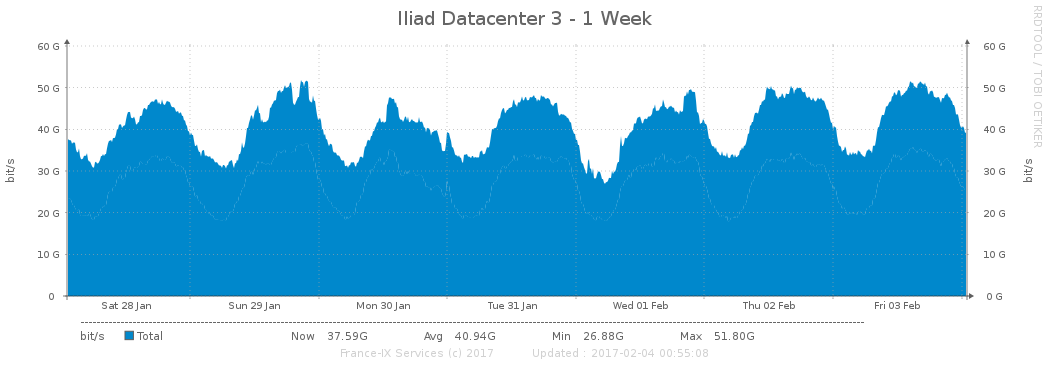 Iliad Datacenter 3 - 1 Week
RRDTOOL / TOBI OETIKER
60 G 60 G
50 G 50 G
40 G 40 G
30 G 30 G
20 G 20 G
10 G 10 G
0 0 G
bit/s bit/s
Sat 28 Jan Sun 29 Jan Mon 30 Jan Tue 31 Jan Wed 01 Feb Thu 02 Feb Fri 03 Feb
bit/s Total Now 37.59G Avg 40.94G Min 26.88G Max 51.80G
France-IX Services (c) 2017 Updated : 2017-02-04 00:55:08